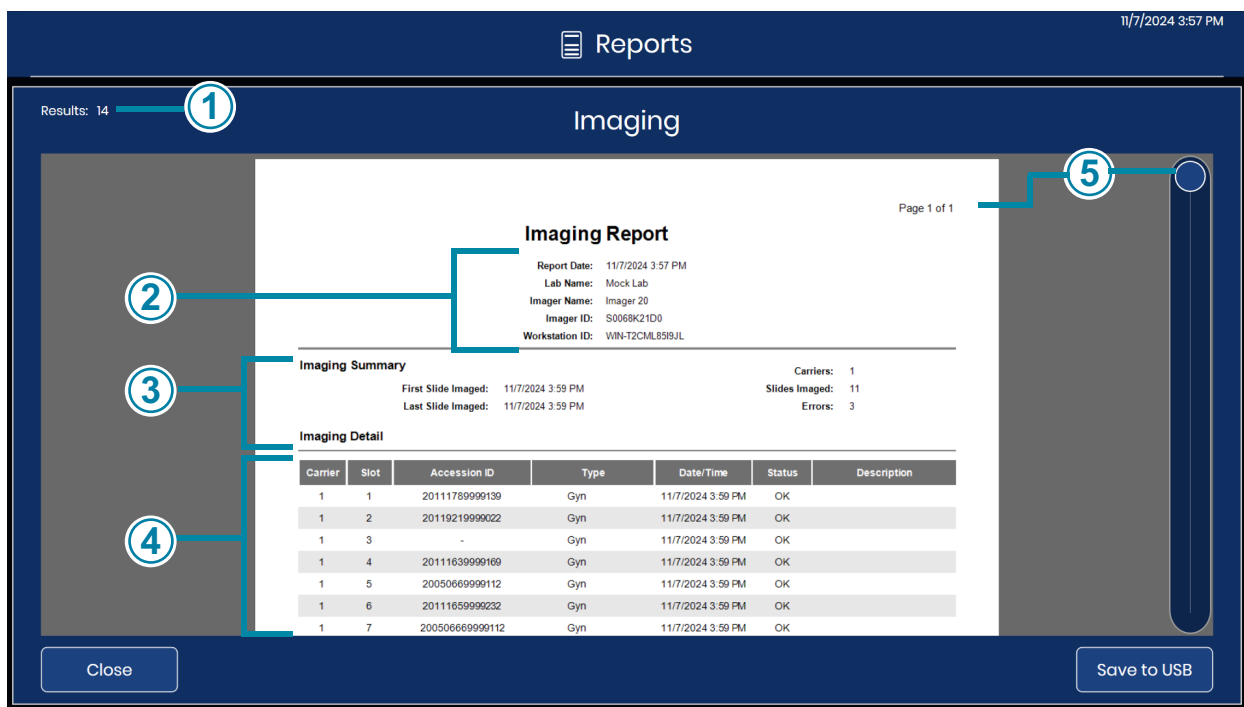 11/7/2024 3:57 PM
Reports
Results: 14
1
Imaging
5
Page 1 of 1
Imaging Report
2
Report Date: 11/7/2024 3:57 PM
Lab Name: Mock Lab
Imager Name: Imager 20
Imager ID: S0068K21D0
Workstation ID: WIN-T2CML85I9JL
3
Imaging Summary
Carriers: 1
First Slide Imaged: 11/7/2024 3:59 PM Slides Imaged: 11
Last Slide Imaged: 11/7/2024 3:59 PM Errors: 3
Imaging Detail
4
Carrier Slot Accession ID Type Date/Time Status Description
1 1 20111789999139 Gyn 11/7/2024 3:59 PM OK
1 2 20119219999022 Gyn 11/7/2024 3:59 PM OK
1 3 - Gyn 11/7/2024 3:59 PM OK
1 4 20111639999169 Gyn 11/7/2024 3:59 PM OK
1 5 20050669999112 Gyn 11/7/2024 3:59 PM OK
1 6 20111659999232 Gyn 11/7/2024 3:59 PM OK
1 7 200506669999112 Gyn 11/7/2024 3:59 PM OK
Close
Save to USB